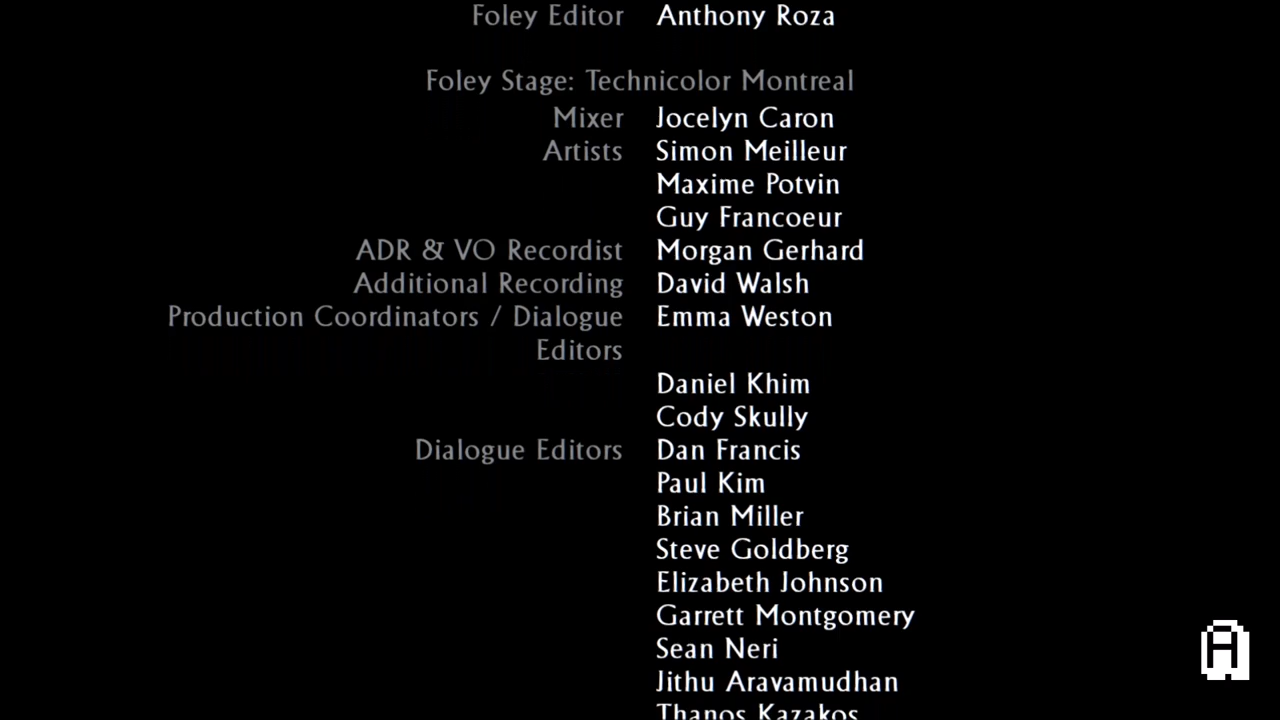 Foley Editor Anthony Roza
Foley Stage: Technicolor Montreal
Mixer Jocelyn Caron
Artists Simon Meilleur
Maxime Potvin
Guy Francoeur
ADR & VO Recordist Morgan Gerhard
Additional Recording David Walsh
Production Coordinators / Dialogue Emma Weston
Editors
Daniel Khim
Cody Skully
Dialogue Editors Dan Francis
Paul Kim
Brian Miller
Steve Goldberg
Elizabeth Johnson
Garrett Montgomery
Sean Neri
Jithu Aravamudhan
Thanos Kazakos
A